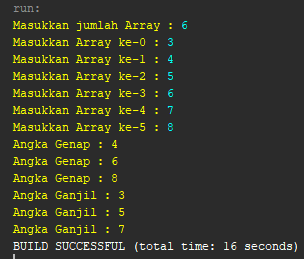 run:
Masukkan jumlah Array : 6
Masukkan Array ke-0 : 3
Masukkan Array ke-1 : 4
Masukkan Array ke-2 : 5
Masukkan Array ke-3 : 6
Masukkan Array ke-4 : 7
Masukkan Array ke-5 : 8
Angka Genap : 4
Angka Genap : 6
Angka Genap : 8
Angka Ganjil : 3
Angka Ganjil : 5
Angka Ganjil : 7
BUILD SUCCESSFUL (total time: 16 seconds)